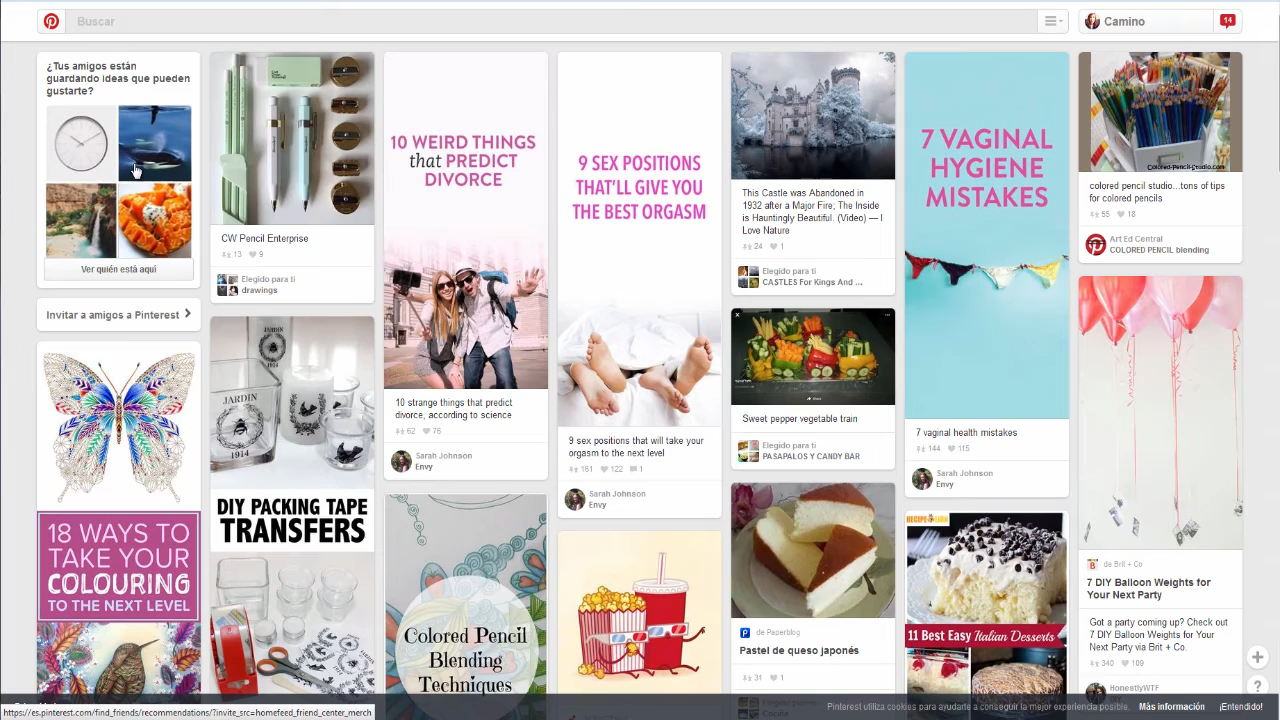 Buscar
Camino
14
¿Tus amigos están
guardando ideas que pueden
gustarte?
Ver quién está aquí
Invitar a amigos a Pinterest
18 WAYS TO
TAKE YOUR
COLOURING
TO THE NEXT LEVEL
CW Pencil Enterprise
13 9
Elegido para ti
drawings
JARDIN
JARDIN
1914
JARDIN
1914
DIY PACKING TAPE
TRANSFERS
10 WEIRD THINGS
that PREDICT
DIVORCE
10 strange things that predict
divorce, according to science
62 76
Sarah Johnson
Envy
Colored Pencil
Blending
Techniques
9 SEX POSITIONS
THAT'LL GIVE YOU
THE BEST ORGASM
9 sex positions that will take your
orgasm to the next level
161 122 1
Sarah Johnson
Envy
This Castle was Abandoned in
1932 after a Major Fire; The Inside
is Hauntingly Beautiful. (Video) — I
Love Nature
24 1
Elegido para ti
CASTLES For Kings And ...
Sweet pepper vegetable train
Elegido para ti
PASAPALOS Y CANDY BAR
de Paperblog
Pastel de queso japonés
31 1
7 VAGINAL
HYGIENE
MISTAKES
7 vaginal health mistakes
144 115
Sarah Johnson
Envy
11 Best Easy Italian Desserts
Colored-Pencil-Studio.com
colored pencil studio...tons of tips
for colored pencils
55 18
Art Ed Central
COLORED PENCIL blending
de Brit + Co
7 DIY Balloon Weights for
Your Next Party
Got a party coming up? Check out
7 DIY Balloon Weights for Your
Next Party via Brit + Co.
340 109
HonestlyWTF
https://es.pinterest.com/find_friends/recommendations/?invite_src=homefeed_friend_center_merch
Pinterest utiliza cookies para ayudarte a conseguir la mejor experiencia posible. Más información ¡Entendido!